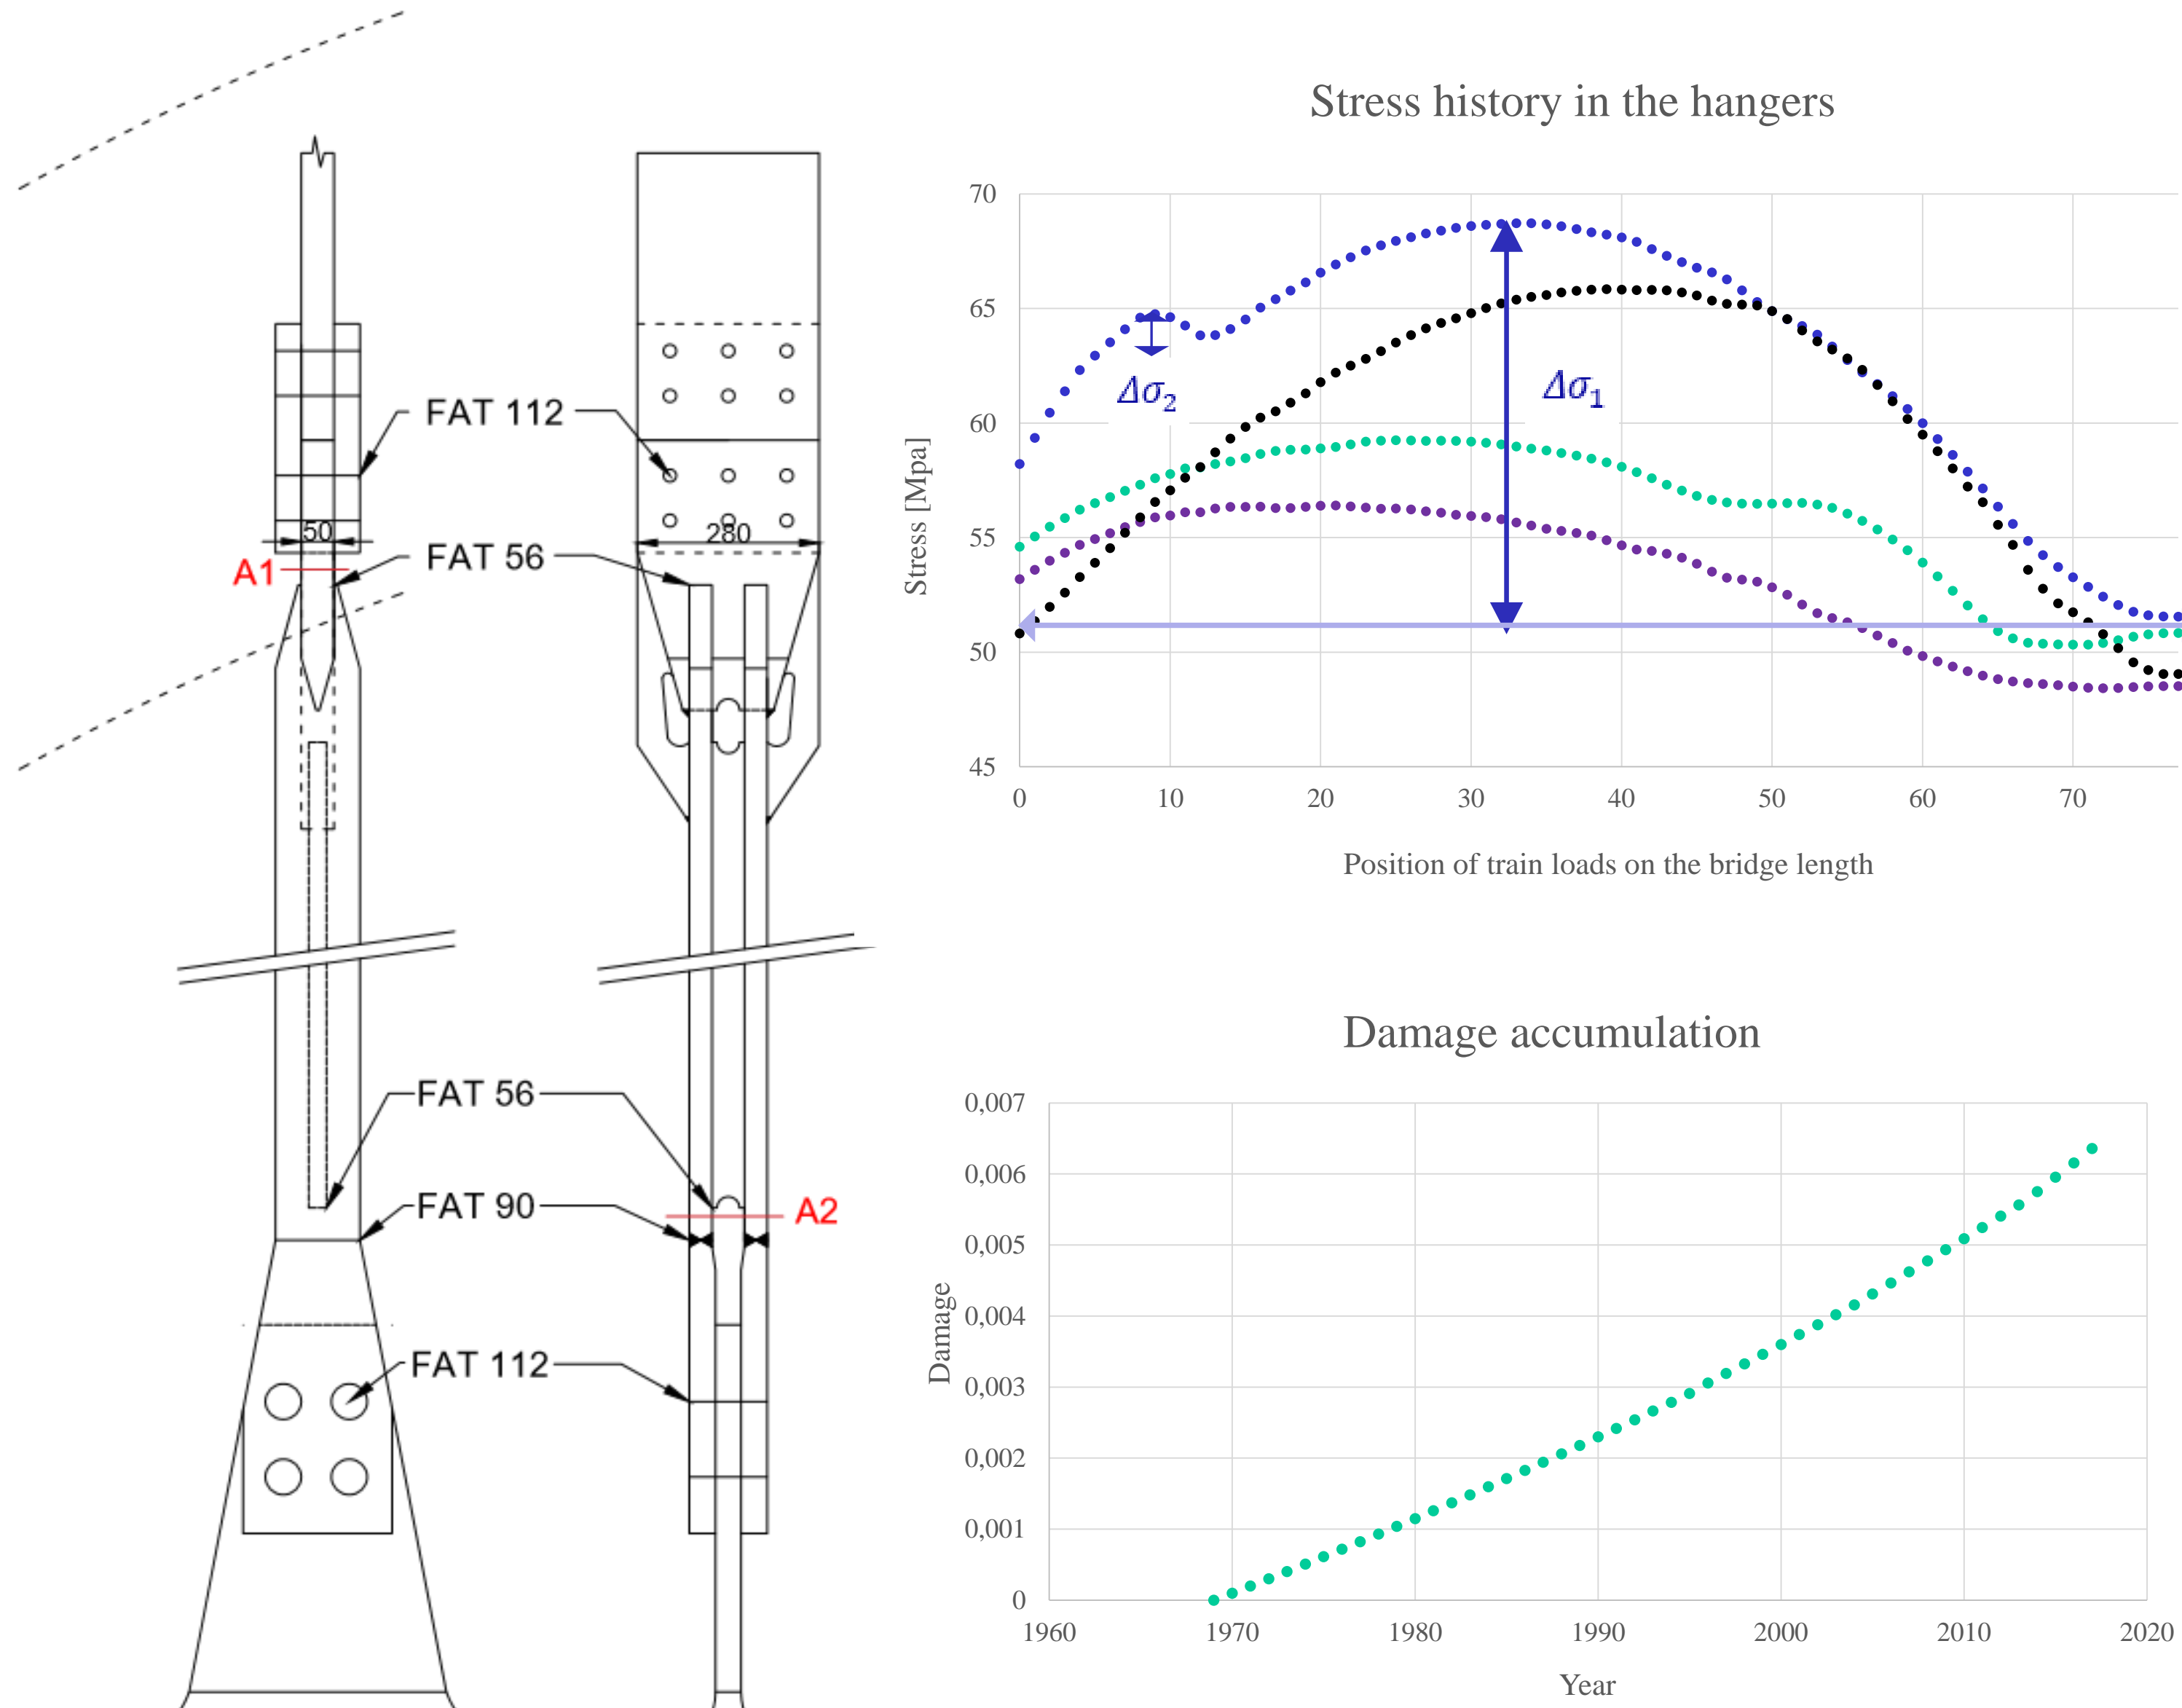 FAT 112
50
280
A1
FAT 56
FAT 56
FAT 90
A2
FAT 112
Stress history in the hangers
Stress [Mpa]
70
65
60
55
50
45
0 10 20 30 40 50 60 70
Δσ2
Δσ1
Position of train loads on the bridge length
Damage accumulation
Damage
0,007
0,006
0,005
0,004
0,003
0,002
0,001
0
1960 1970 1980 1990 2000 2010 2020
Year